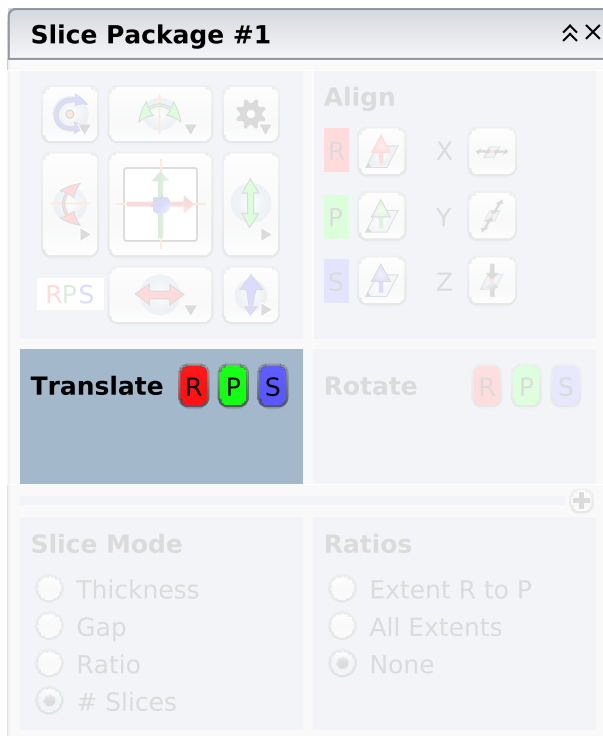 Slice Package #1
Align
R X
P Y
RPS
S Z
Translate R P S
Rotate R P S
Slice Mode
Thickness
Gap
Ratio
# Slices
Ratios
Extent R to P
All Extents
None